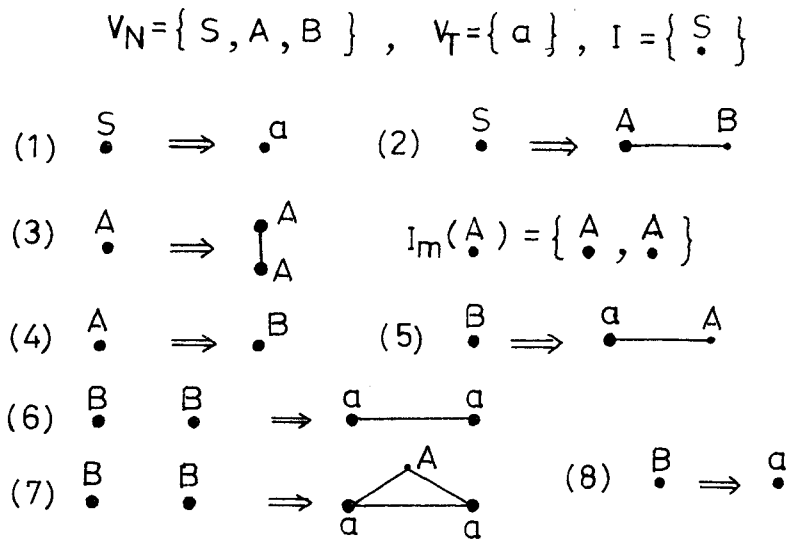 V_N = { S , A , B } , V_T = { a } , I = { S }
(1) S ⟹ a (2) S ⟹ A B
(3) A ⟹ A A I_m( A ) = { A , A }
(4) A ⟹ B (5) B ⟹ a A
(6) B B ⟹ a a
(7) B B ⟹ A a a (8) B ⟹ a